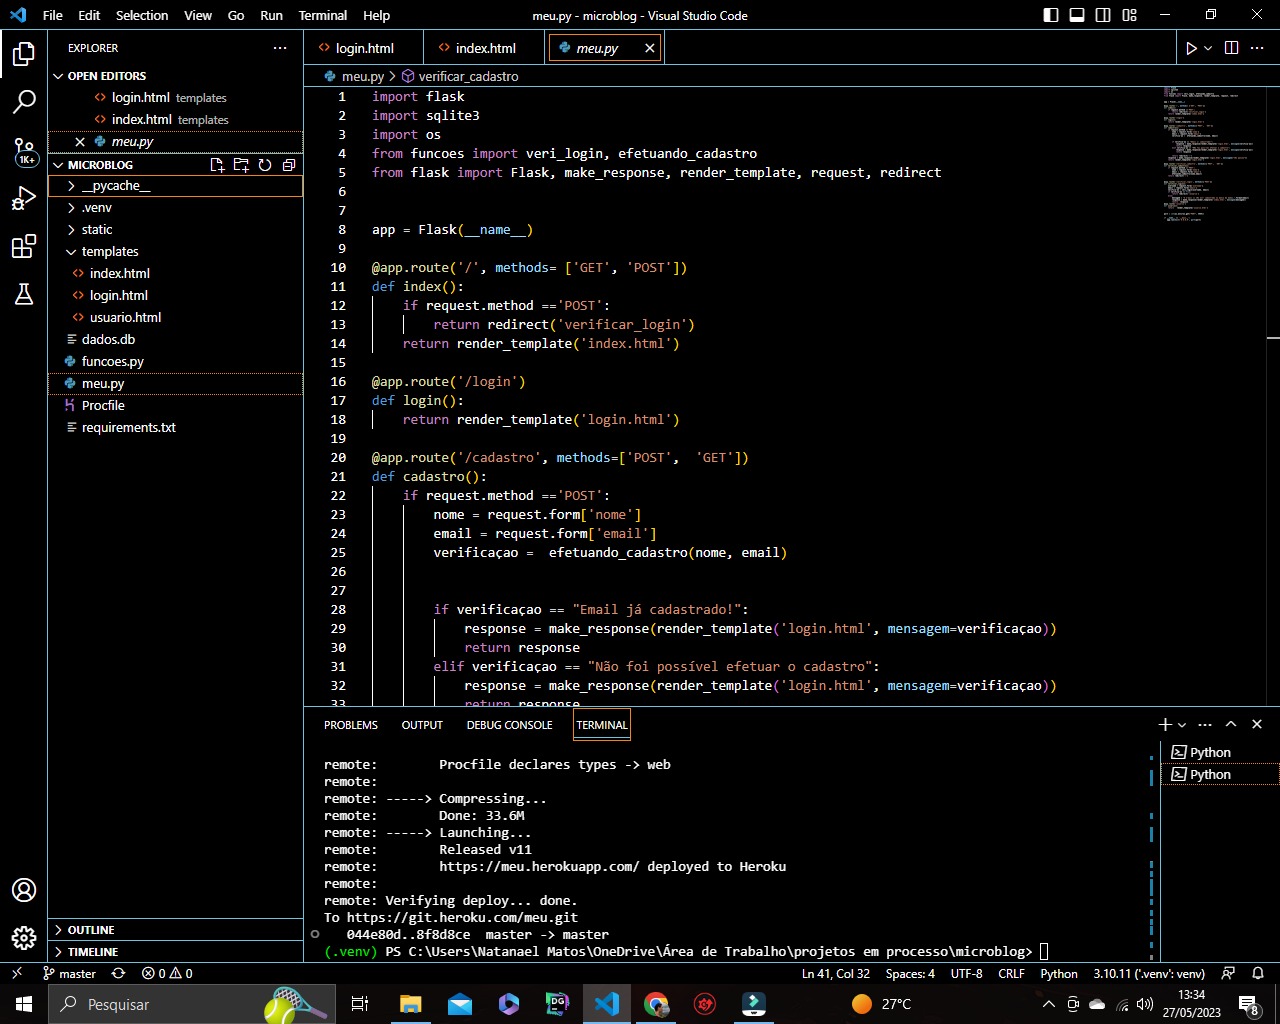 File Edit Selection View Go Run Terminal Help
meu.py - microblog - Visual Studio Code
EXPLORER
OPEN EDITORS
login.html templates
index.html templates
meu.py
MICROBLOG
__pycache__
.venv
static
templates
index.html
login.html
usuario.html
dados.db
funcoes.py
meu.py
Procfile
requirements.txt
OUTLINE
TIMELINE
1K+
login.html
index.html
meu.py
meu.py > verificar_cadastro
1 import flask
2 import sqlite3
3 import os
4 from funcoes import veri_login, efetuando_cadastro
5 from flask import Flask, make_response, render_template, request, redirect
6
7
8 app = Flask(__name__)
9
10 @app.route('/', methods= ['GET', 'POST'])
11 def index():
12 if request.method =='POST':
13 return redirect('verificar_login')
14 return render_template('index.html')
15
16 @app.route('/login')
17 def login():
18 return render_template('login.html')
19
20 @app.route('/cadastro', methods=['POST', 'GET'])
21 def cadastro():
22 if request.method =='POST':
23 nome = request.form['nome']
24 email = request.form['email']
25 verificaçao = efetuando_cadastro(nome, email)
26
27
28 if verificaçao == "Email já cadastrado!":
29 response = make_response(render_template('login.html', mensagem=verificaçao))
30 return response
31 elif verificaçao == "Não foi possível efetuar o cadastro":
32 response = make_response(render_template('login.html', mensagem=verificaçao))
33 return response
PROBLEMS OUTPUT DEBUG CONSOLE TERMINAL
Python
Python
remote: Procfile declares types -> web
remote:
remote: -----> Compressing...
remote: Done: 33.6M
remote: -----> Launching...
remote: Released v11
remote: https://meu.herokuapp.com/ deployed to Heroku
remote:
remote: Verifying deploy... done.
To https://git.heroku.com/meu.git
044e80d..8f8d8ce master -> master
(.venv) PS C:\Users\Natanael Matos\OneDrive\Área de Trabalho\projetos em processo\microblog>
master 0 0 Ln 41, Col 32 Spaces: 4 UTF-8 CRLF Python 3.10.11 ('.venv': venv)
Pesquisar
DG
27°C
13:34
27/05/2023
8